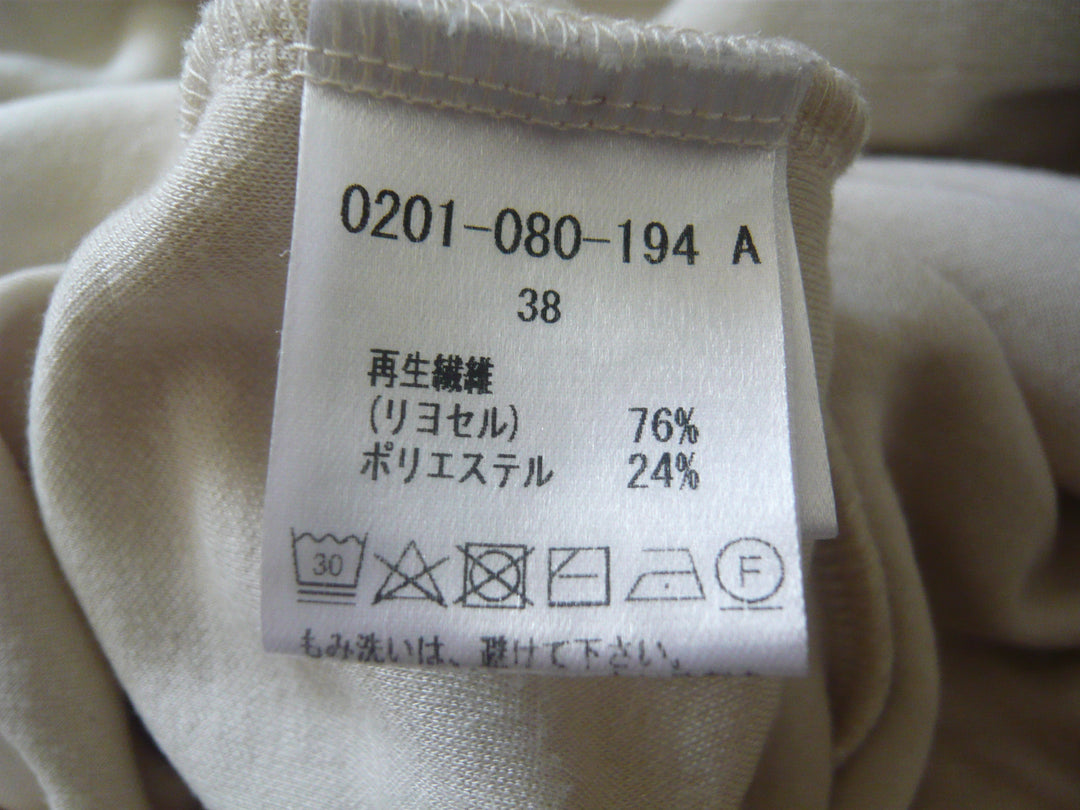 0201-080-194 A
38
再生繊維
(リヨセル) 76%
ポリエステル 24%
30
F
もみ洗いは、避けて下さい。